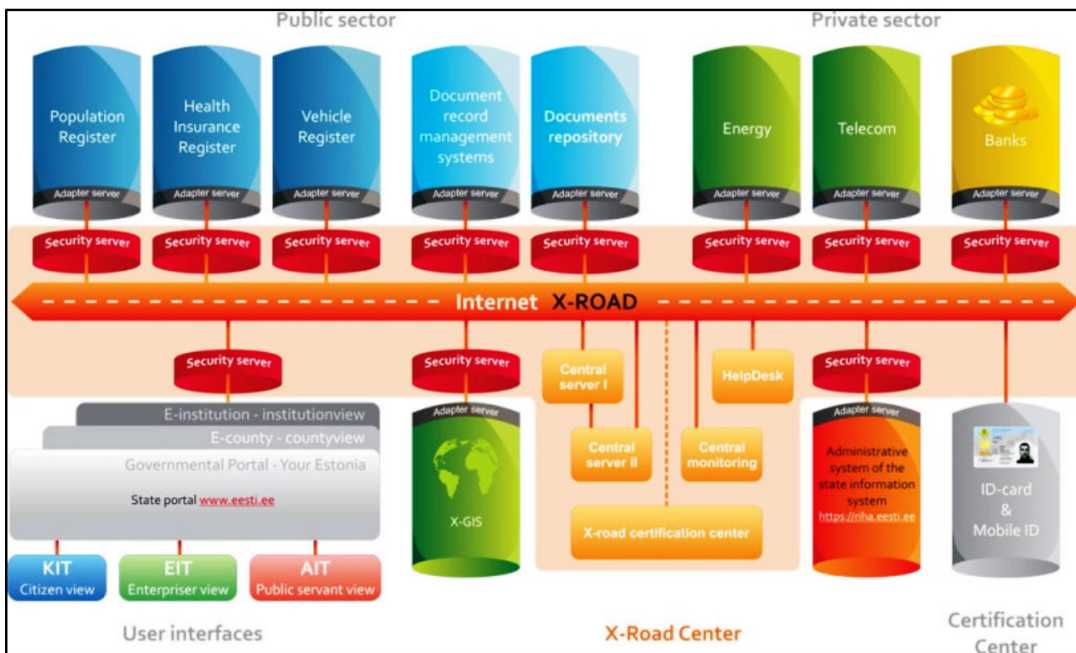 Public sector
Private sector
Population
Register
Health
Insurance
Register
Vehicle
Register
Document
record
management
systems
Documents
repository
Energy
Telecom
Banks
Adapter server
Adapter server
Adapter server
Adapter server
Adapter server
Adapter server
Adapter server
Adapter server
Security server
Security server
Security server
Security server
Security server
Security server
Security server
Security server
Internet X-ROAD
Security server
Security server
Central
server I
HelpDesk
Security server
E-institution - institutionview
E-county - countyview
Governmental Portal - Your Estonia
State portal www.eesti.ee
Adapter server
X-GIS
Central
server II
Central
monitoring
X-road certification center
Adapter server
Administrative
system of the
state information
system
https://riha.eesti.ee
ID-card
&
Mobile ID
KIT
Citizen view
EIT
Enterpriser view
AIT
Public servant view
User interfaces
X-Road Center
Certification
Center